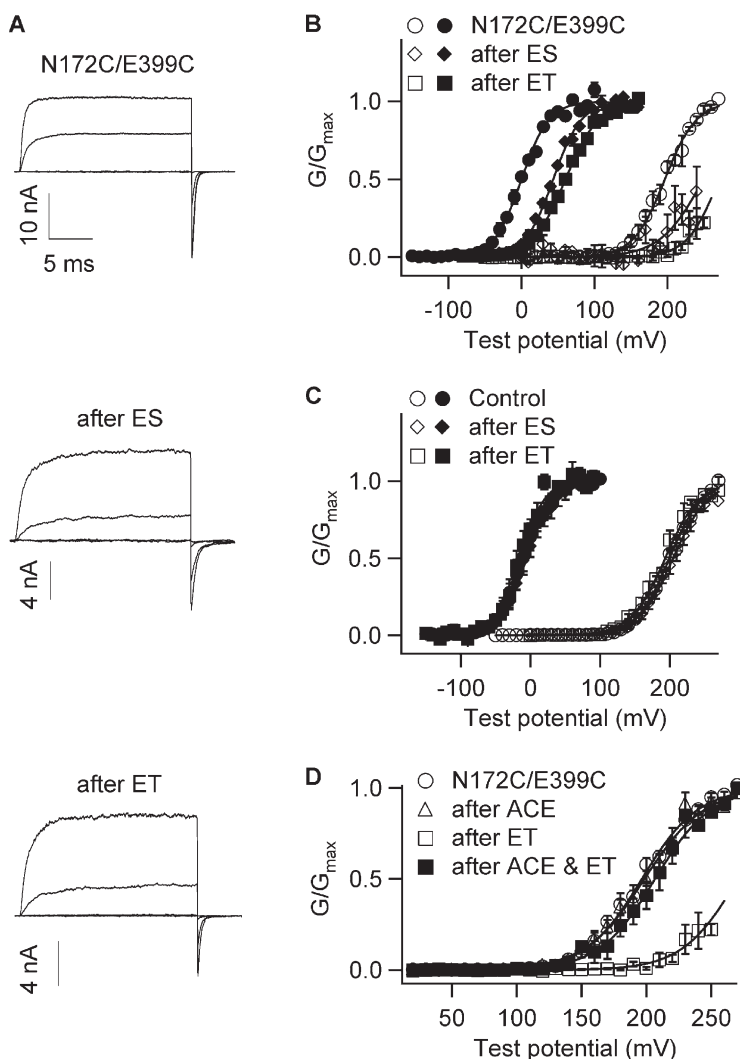 A
N172C/E399C
10 nA
5 ms
after ES
4 nA
after ET
4 nA
B
N172C/E399C
after ES
after ET
G/Gmax
1.0
0.5
0.0
-100
0
100
200
Test potential (mV)
C
Control
after ES
after ET
G/Gmax
1.0
0.5
0.0
-100
0
100
200
Test potential (mV)
D
N172C/E399C
after ACE
after ET
after ACE & ET
G/Gmax
1.0
0.5
0.0
50
100
150
200
250
Test potential (mV)